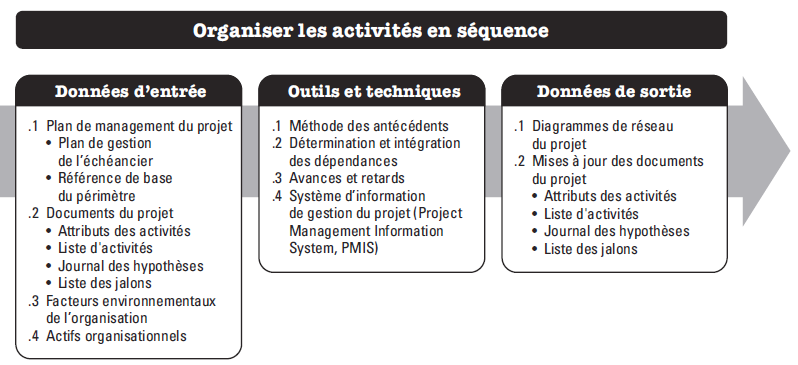 Organiser les activités en séquence
Données d’entrée
.1 Plan de management du projet
• Plan de gestion
de l’échéancier
• Référence de base
du périmètre
.2 Documents du projet
• Attributs des activités
• Liste d'activités
• Journal des hypothèses
• Liste des jalons
.3 Facteurs environnementaux
de l’organisation
.4 Actifs organisationnels
Outils et techniques
.1 Méthode des antécédents
.2 Détermination et intégration
des dépendances
.3 Avances et retards
.4 Système d’information
de gestion du projet (Project
Management Information
System, PMIS)
Données de sortie
.1 Diagrammes de réseau
du projet
.2 Mises à jour des documents
du projet
• Attributs des activités
• Liste d'activités
• Journal des hypothèses
• Liste des jalons